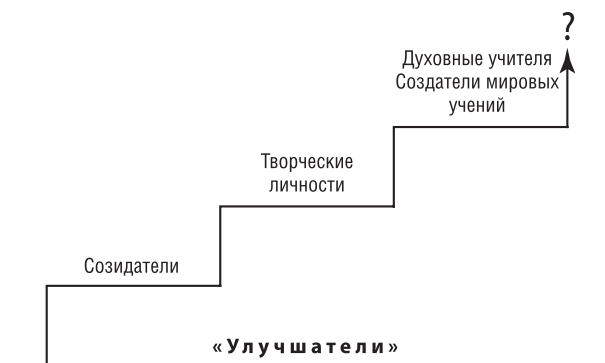 ?
Духовные учителя
Создатели мировых
учений
Творческие
личности
Созидатели
«Улучшатели»